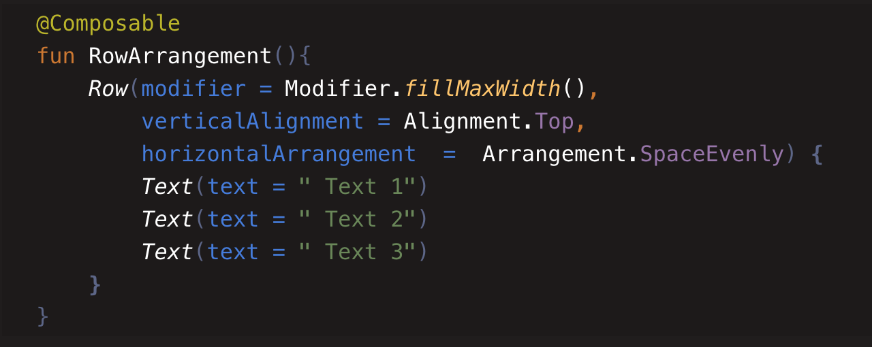 @Composable
fun RowArrangement(){
    Row(modifier = Modifier.fillMaxWidth(),
        verticalAlignment = Alignment.Top,
        horizontalArrangement  =  Arrangement.SpaceEvenly) {
        Text(text = " Text 1")
        Text(text = " Text 2")
        Text(text = " Text 3")
    }
}